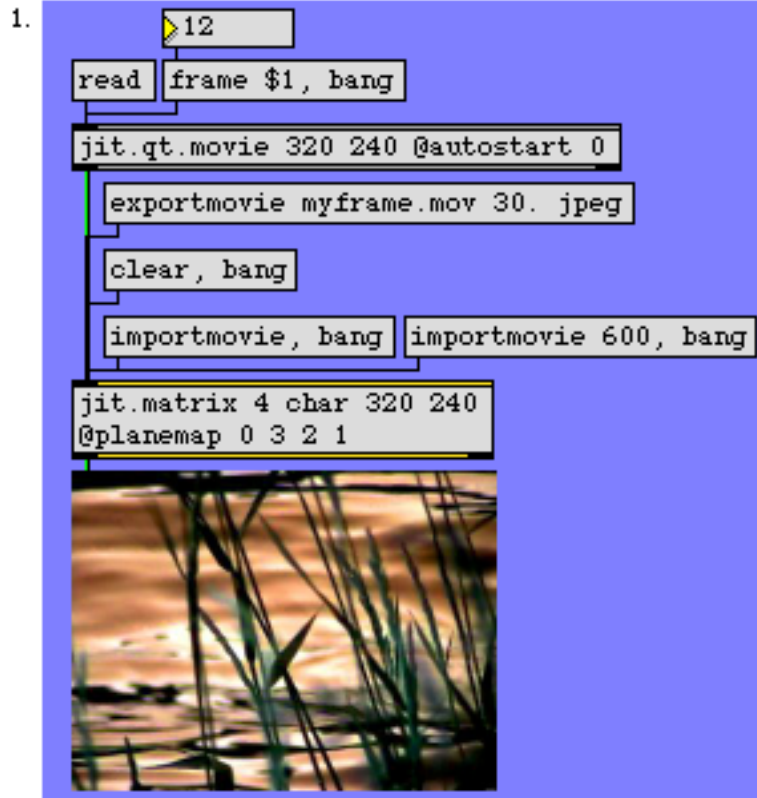 1.
12
read
frame $1, bang
jit.qt.movie 320 240 @autostart 0
exportmovie myframe.mov 30. jpeg
clear, bang
importmovie, bang
importmovie 600, bang
jit.matrix 4 char 320 240
@planemap 0 3 2 1